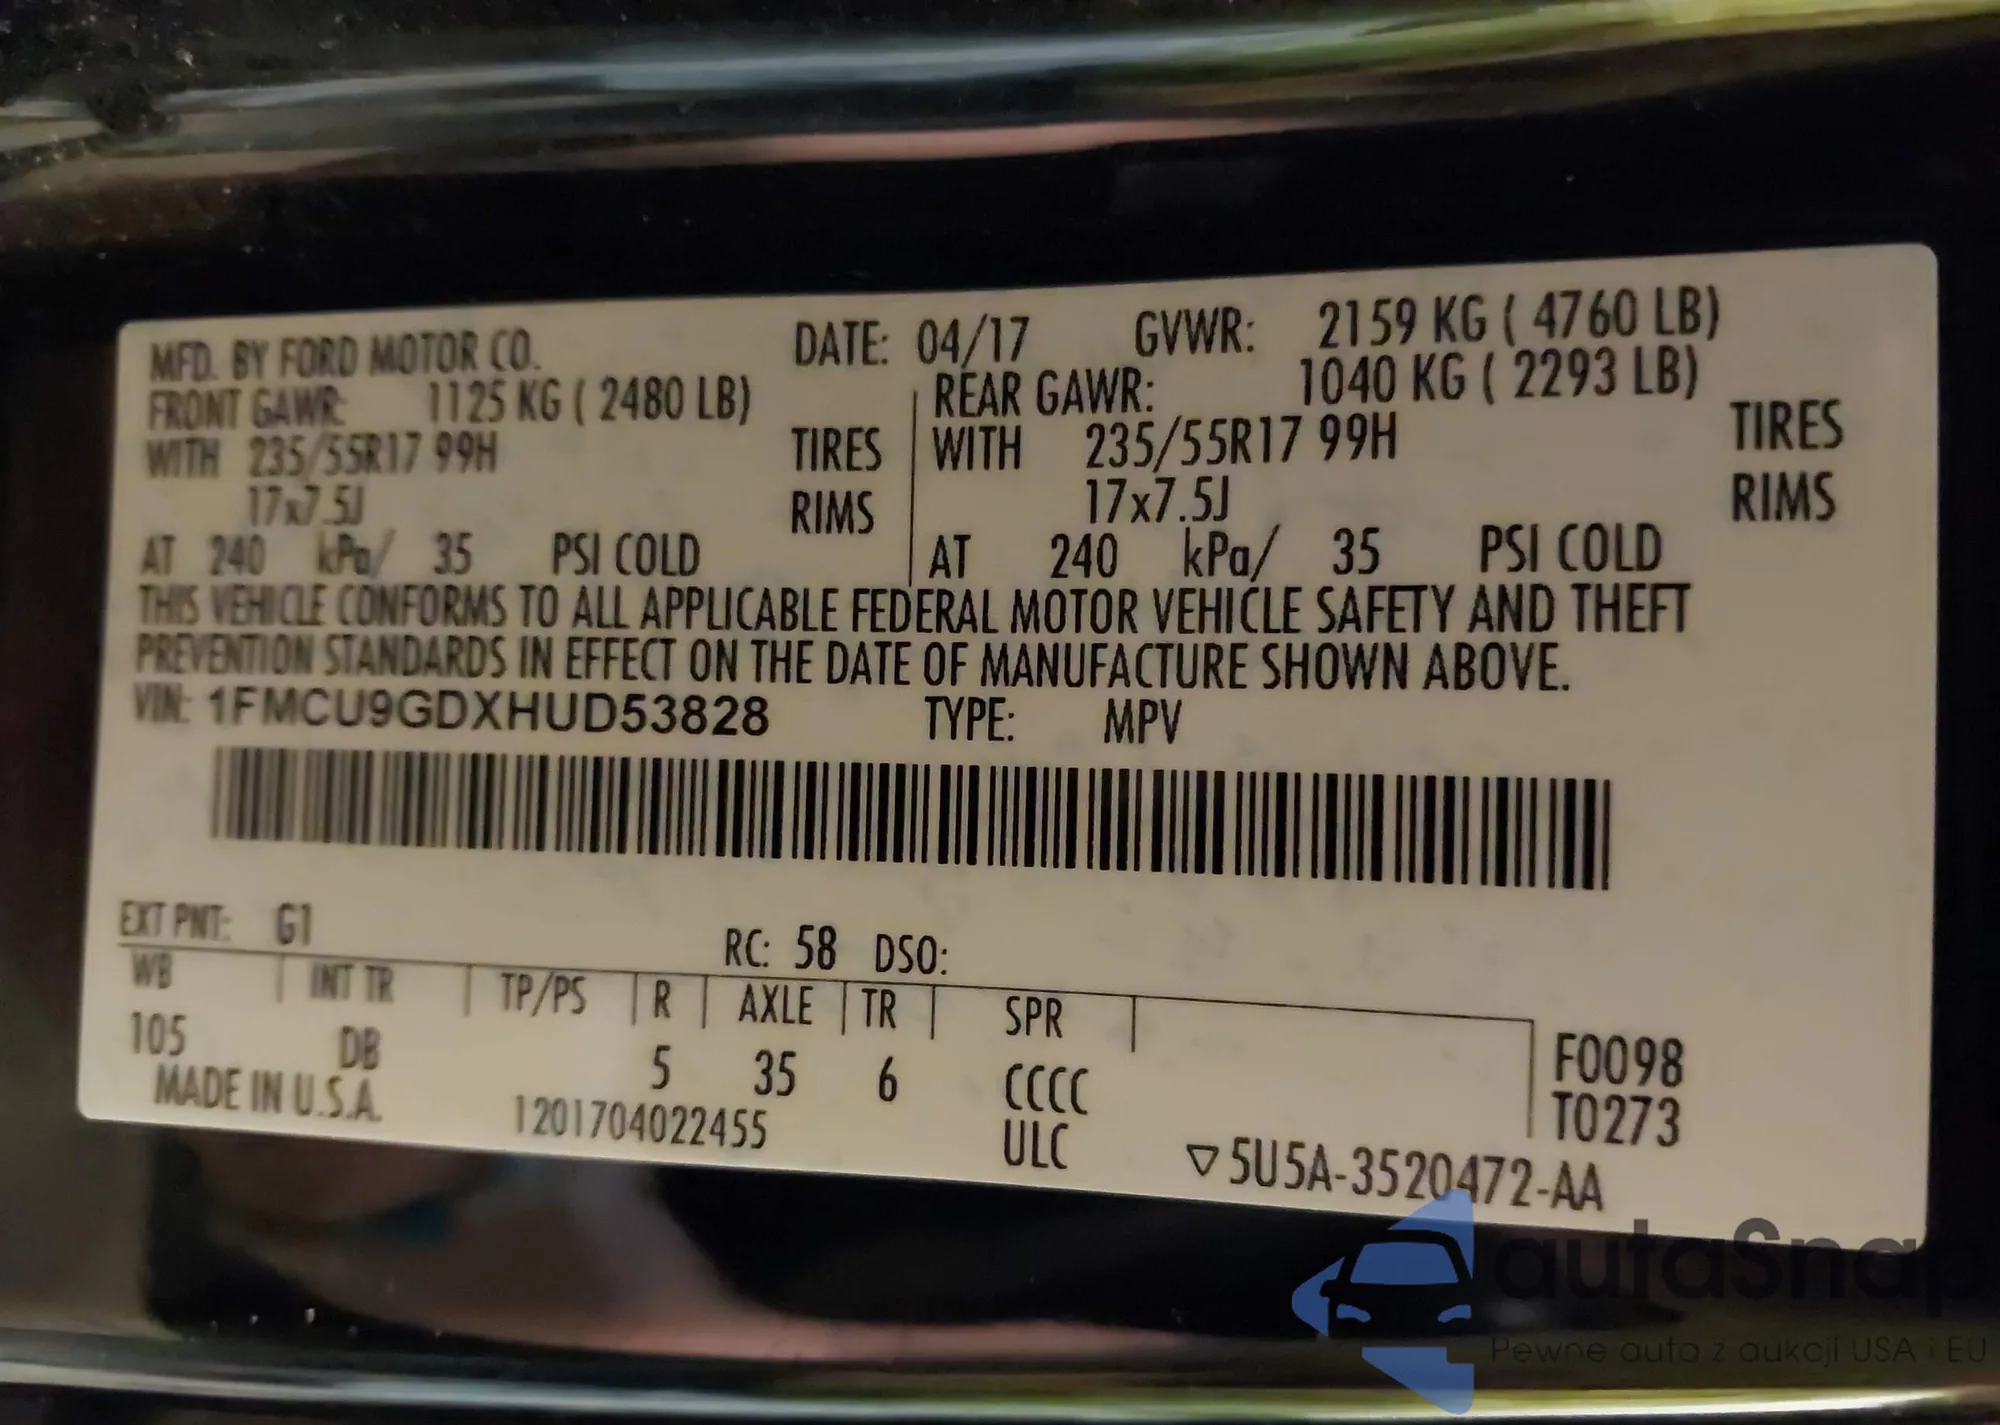 MFD. BY FORD MOTOR CO. DATE: 04/17 GVWR: 2159 KG ( 4760 LB)
FRONT GAWR: 1125 KG ( 2480 LB) REAR GAWR: 1040 KG ( 2293 LB)
WITH 235/55R17 99H TIRES WITH 235/55R17 99H TIRES
17x7.5J RIMS 17x7.5J RIMS
AT 240 kPa/ 35 PSI COLD AT 240 kPa/ 35 PSI COLD
THIS VEHICLE CONFORMS TO ALL APPLICABLE FEDERAL MOTOR VEHICLE SAFETY AND THEFT
PREVENTION STANDARDS IN EFFECT ON THE DATE OF MANUFACTURE SHOWN ABOVE.
VIN: 1FMCU9GDXHUD53828 TYPE: MPV
EXT PNT: G1 RC: 58 DSO:
WB INT TR TP/PS R AXLE TR SPR
105 DB 5 35 6 CCCC F0098
MADE IN U.S.A. 1201704022455 ULC T0273
▽5U5A-3520472-AA
autaSnap
Pewne auta z aukcji USA i EU